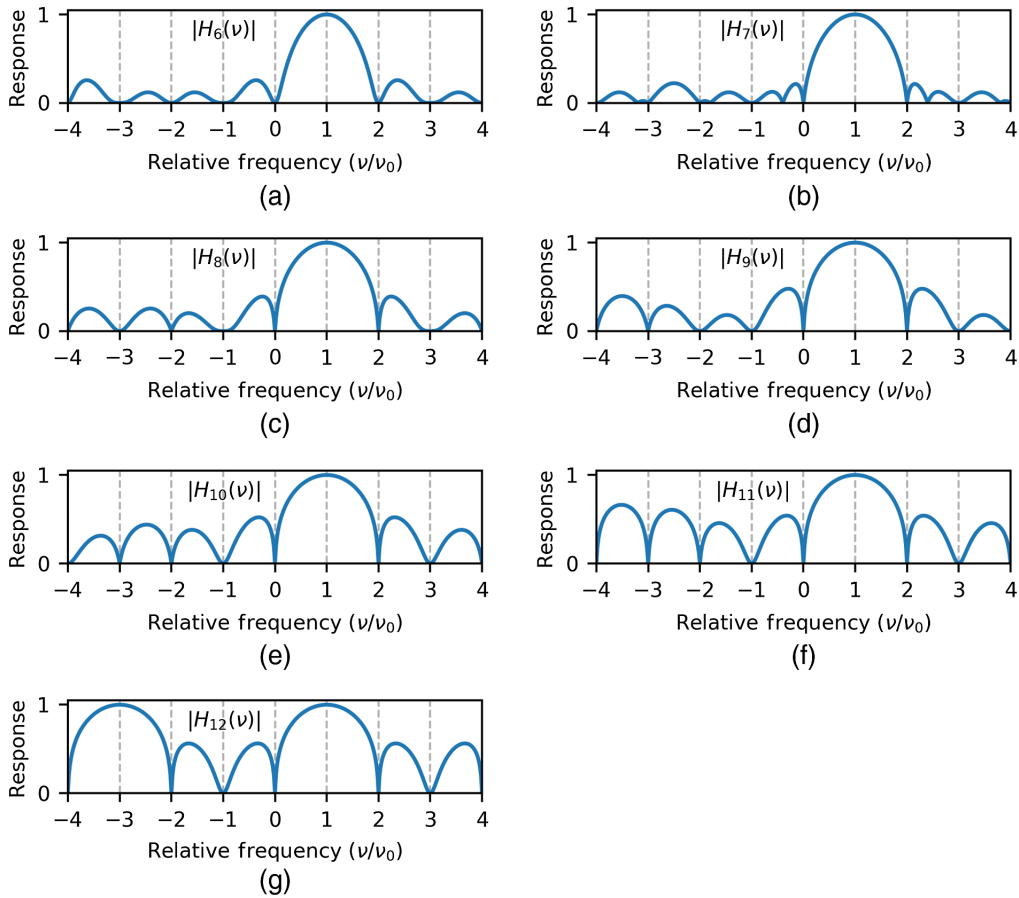 Response
1
0
|H₆(ν)|
−4 −3 −2 −1 0 1 2 3 4
Relative frequency (ν/ν₀)
(a)
Response
1
0
|H₇(ν)|
−4 −3 −2 −1 0 1 2 3 4
Relative frequency (ν/ν₀)
(b)
Response
1
0
|H₈(ν)|
−4 −3 −2 −1 0 1 2 3 4
Relative frequency (ν/ν₀)
(c)
Response
1
0
|H₉(ν)|
−4 −3 −2 −1 0 1 2 3 4
Relative frequency (ν/ν₀)
(d)
Response
1
0
|H₁₀(ν)|
−4 −3 −2 −1 0 1 2 3 4
Relative frequency (ν/ν₀)
(e)
Response
1
0
|H₁₁(ν)|
−4 −3 −2 −1 0 1 2 3 4
Relative frequency (ν/ν₀)
(f)
Response
1
0
|H₁₂(ν)|
−4 −3 −2 −1 0 1 2 3 4
Relative frequency (ν/ν₀)
(g)